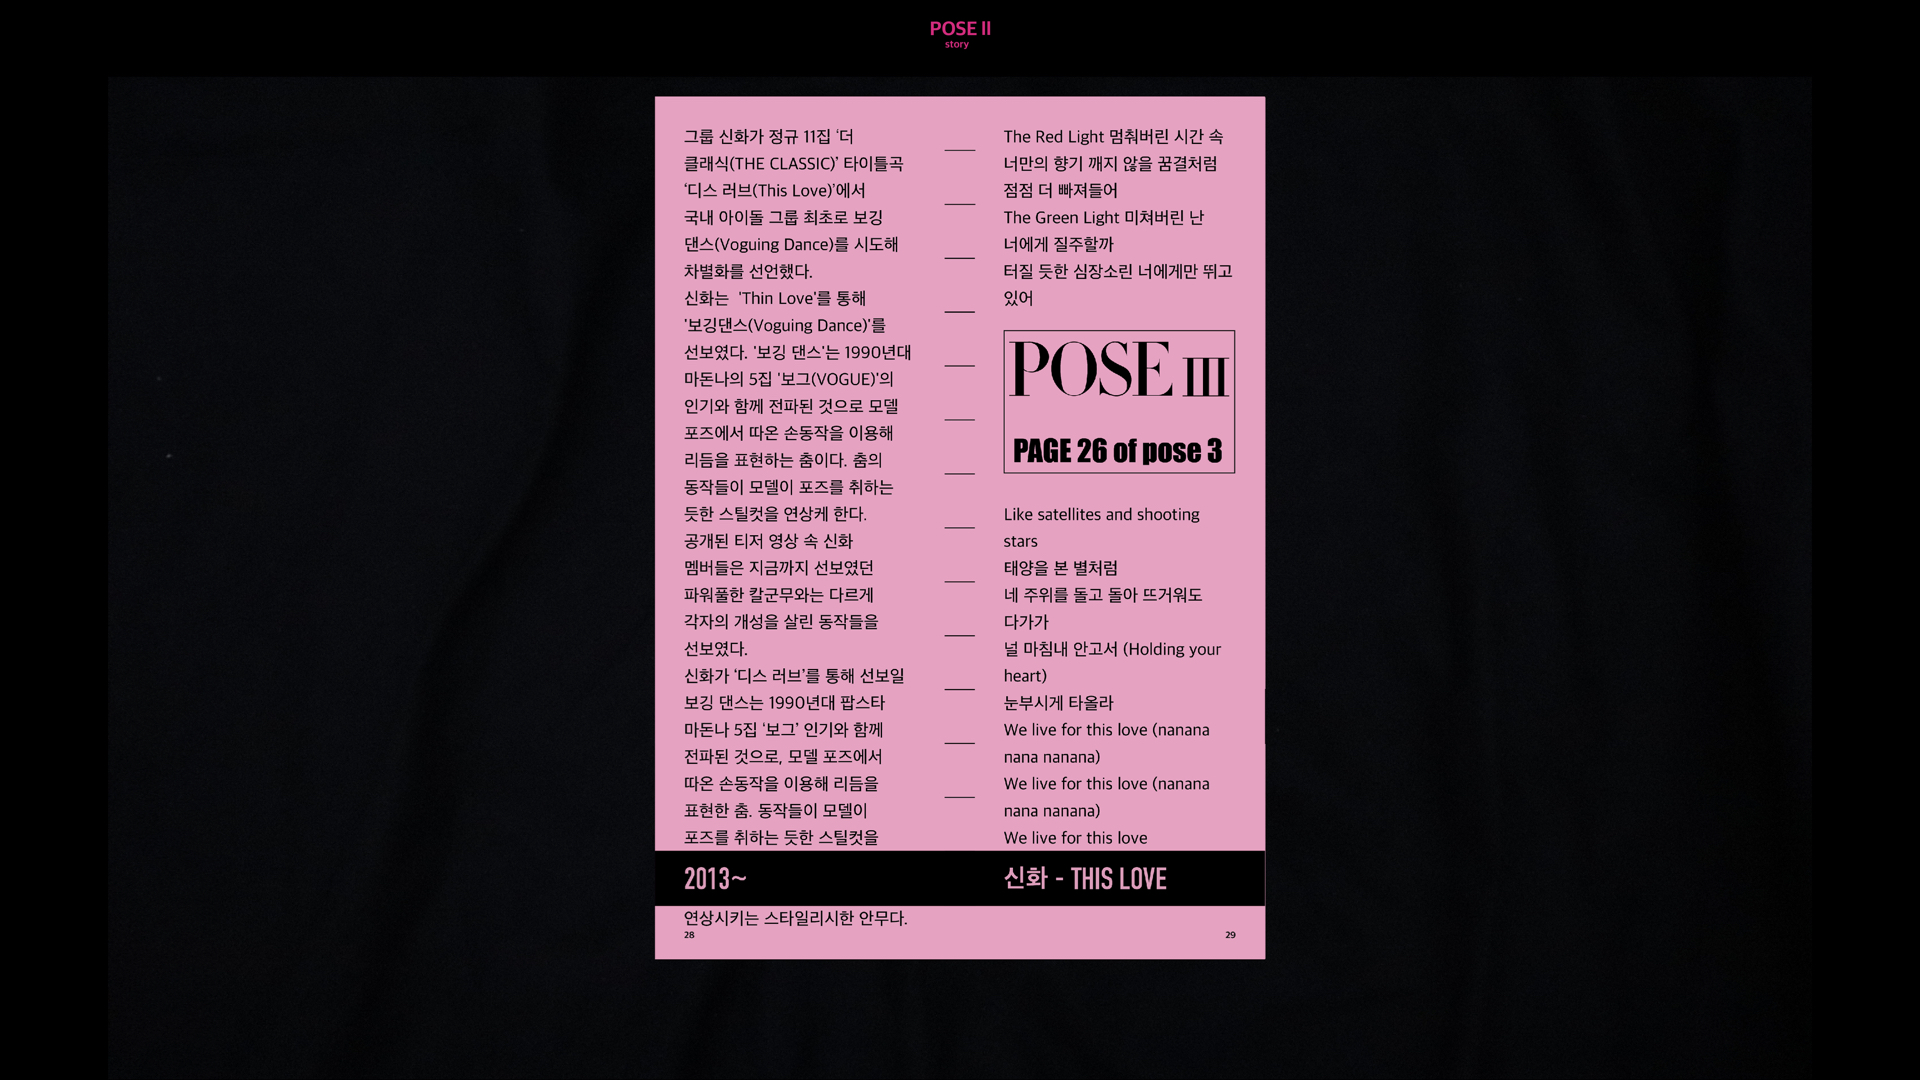 POSE II
story
그룹 신화가 정규 11집 ‘더
클래식(THE CLASSIC)’ 타이틀곡
‘디스 러브(This Love)’에서
국내 아이돌 그룹 최초로 보깅
댄스(Voguing Dance)를 시도해
차별화를 선언했다.
신화는  'Thin Love'를 통해
'보깅댄스(Voguing Dance)'를
선보였다. '보깅 댄스'는 1990년대
마돈나의 5집 '보그(VOGUE)'의
인기와 함께 전파된 것으로 모델
포즈에서 따온 손동작을 이용해
리듬을 표현하는 춤이다. 춤의
동작들이 모델이 포즈를 취하는
듯한 스틸컷을 연상케 한다.
공개된 티저 영상 속 신화
멤버들은 지금까지 선보였던
파워풀한 칼군무와는 다르게
각자의 개성을 살린 동작들을
선보였다.
신화가 ‘디스 러브’를 통해 선보일
보깅 댄스는 1990년대 팝스타
마돈나 5집 ‘보그’ 인기와 함께
전파된 것으로, 모델 포즈에서
따온 손동작을 이용해 리듬을
표현한 춤. 동작들이 모델이
포즈를 취하는 듯한 스틸컷을
2013~
연상시키는 스타일리시한 안무다.
28
The Red Light 멈춰버린 시간 속
너만의 향기 깨지 않을 꿈결처럼
점점 더 빠져들어
The Green Light 미쳐버린 난
너에게 질주할까
터질 듯한 심장소린 너에게만 뛰고
있어
POSE III
PAGE 26 of pose 3
Like satellites and shooting
stars
태양을 본 별처럼
네 주위를 돌고 돌아 뜨거워도
다가가
널 마침내 안고서 (Holding your
heart)
눈부시게 타올라
We live for this love (nanana
nana nanana)
We live for this love (nanana
nana nanana)
We live for this love
신화 - THIS LOVE
29